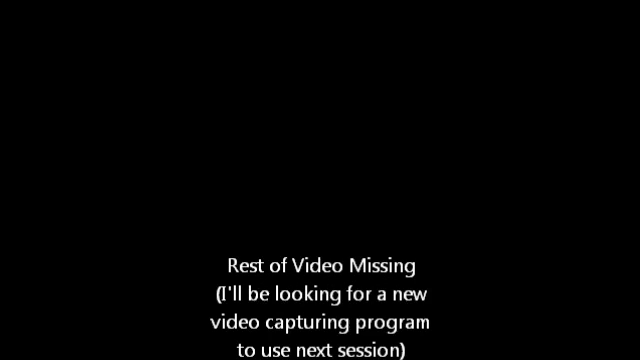 Rest of Video Missing
(I'll be looking for a new
video capturing program
to use next session)